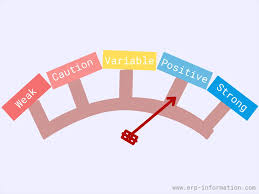 Weak
Caution
Variable
Positive
Strong
www.erp-information.com